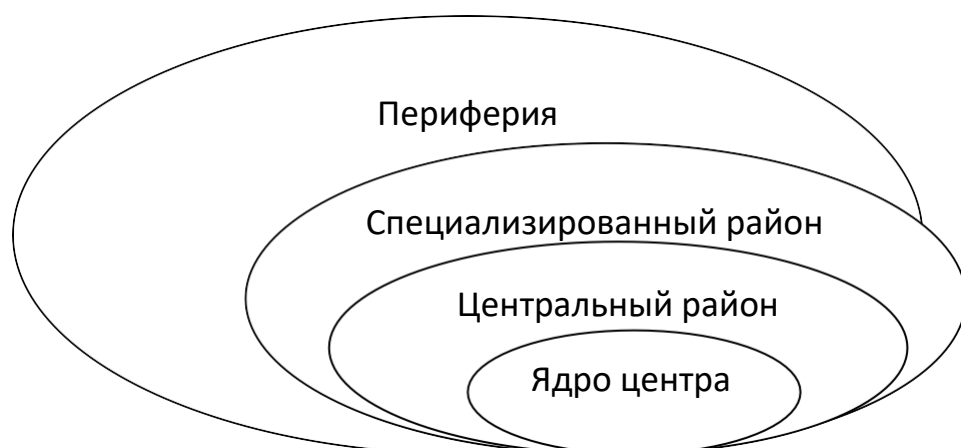 Периферия
Специализированный район
Центральный район
Ядро центра